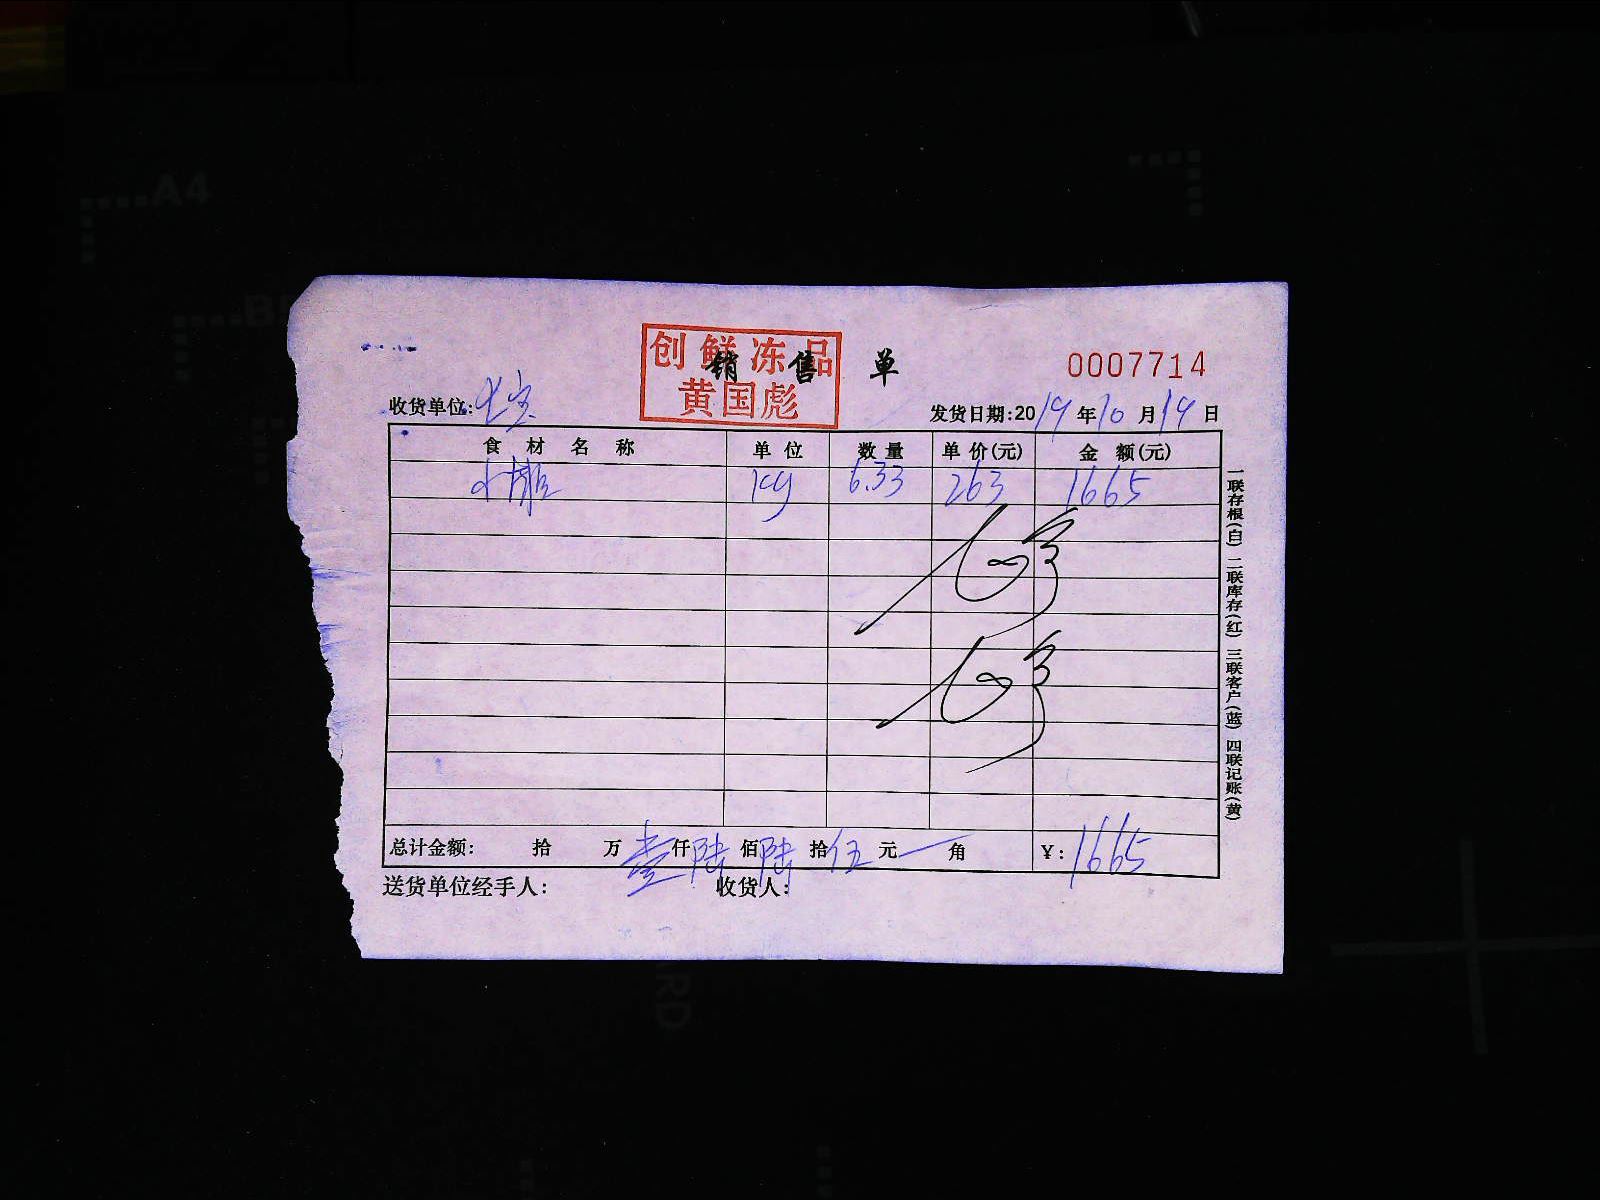 A4
创鲜冻品
黄国彪
销售单
0007714
收货单位:
发货日期:2019年10月19日
食材名称 单位 数量 单价(元) 金额(元)
kg 6.33 263 1665
总计金额: 拾 万 壹仟陆佰陆拾伍元一角 ¥:1665
送货单位经手人: 收货人:
一联存根(白) 二联库存(红) 三联客户(蓝) 四联记账(黄)
RD